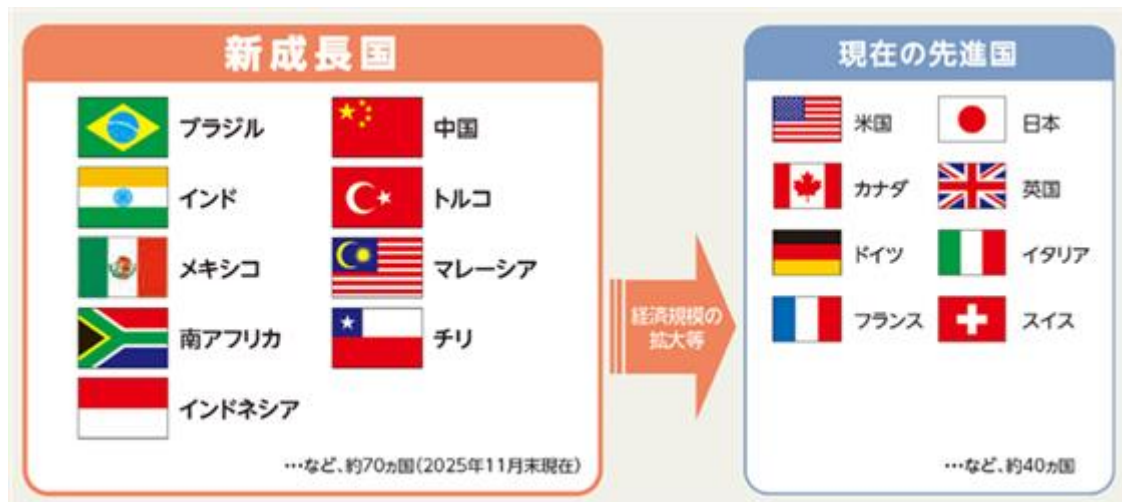 新成長国
ブラジル
中国
インド
トルコ
メキシコ
マレーシア
南アフリカ
チリ
インドネシア
…など、約70ヵ国(2025年11月末現在)
経済規模の
拡大等
現在の先進国
米国
日本
カナダ
英国
ドイツ
イタリア
フランス
スイス
…など、約40ヵ国